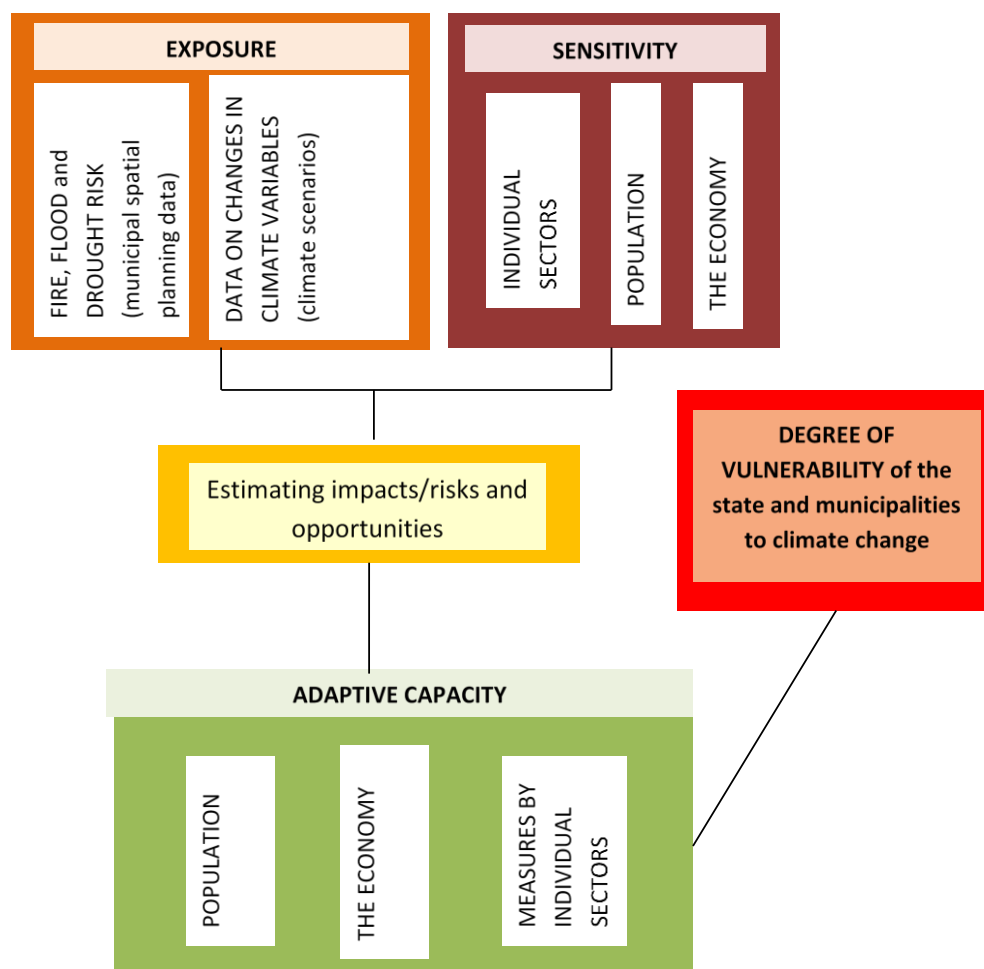 EXPOSURE
FIRE, FLOOD and
DROUGHT RISK
(municipal spatial
planning data)
DATA ON CHANGES IN
CLIMATE VARIABLES
(climate scenarios)
SENSITIVITY
INDIVIDUAL
SECTORS
POPULATION
THE ECONOMY
Estimating impacts/risks and
opportunities
DEGREE OF
VULNERABILITY of the
state and municipalities
to climate change
ADAPTIVE CAPACITY
POPULATION
THE ECONOMY
MEASURES BY
INDIVIDUAL
SECTORS